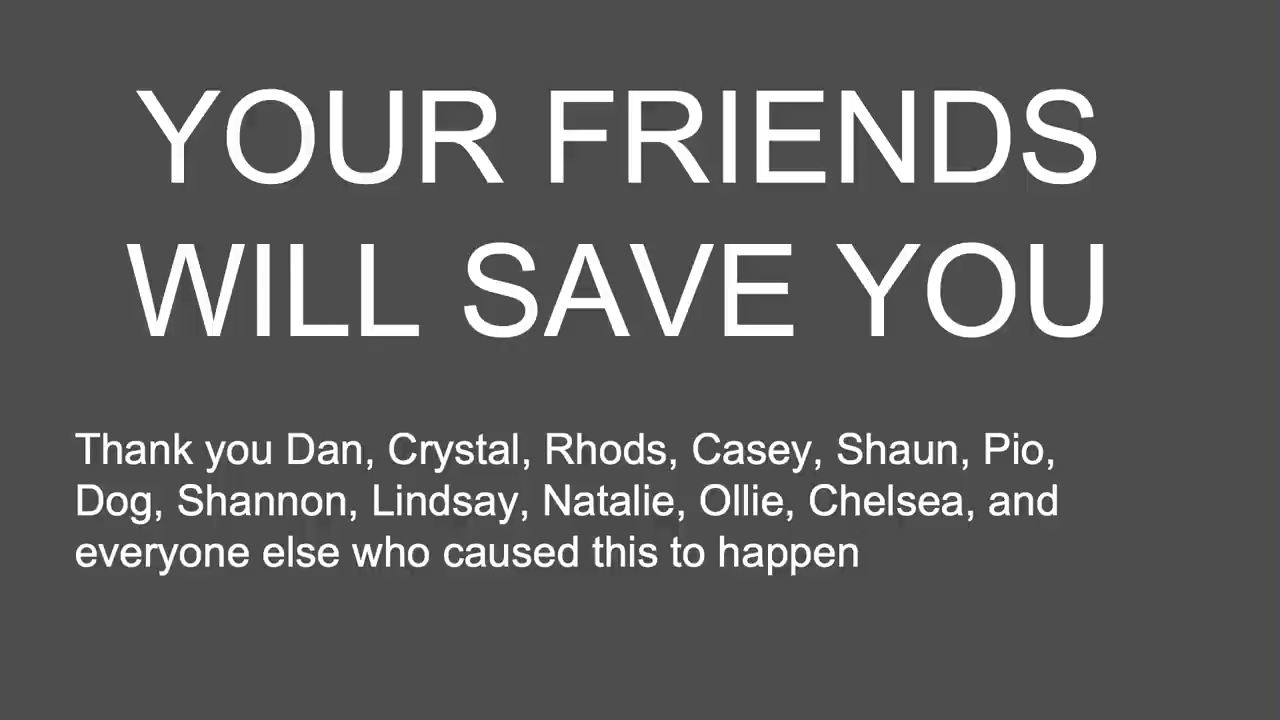 YOUR FRIENDS
WILL SAVE YOU
Thank you Dan, Crystal, Rhods, Casey, Shaun, Pio,
Dog, Shannon, Lindsay, Natalie, Ollie, Chelsea, and
everyone else who caused this to happen